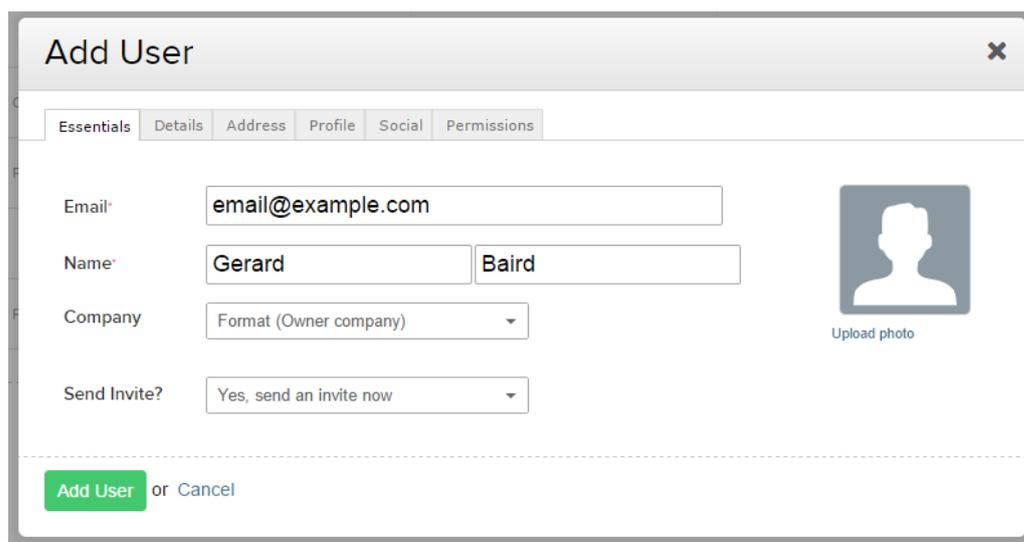 Add User
Essentials Details Address Profile Social Permissions
Email* email@example.com
Name* Gerard Baird
Company Format (Owner company)
Upload photo
Send Invite? Yes, send an invite now
Add User or Cancel